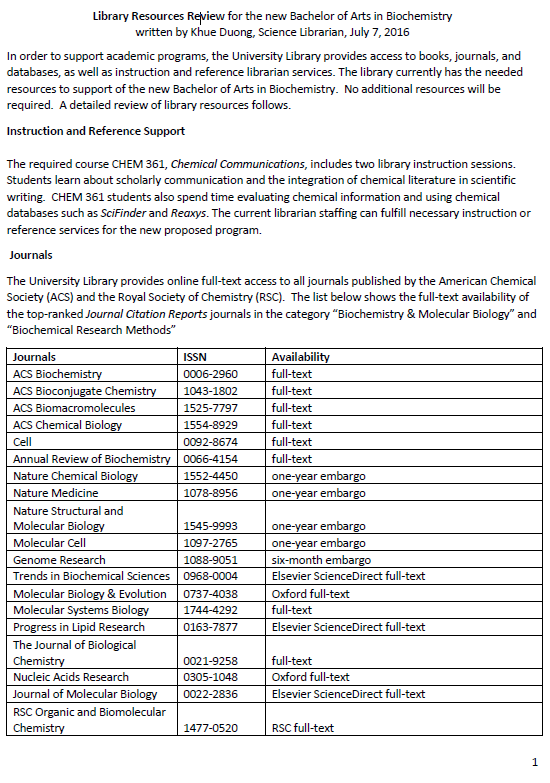 Library Resources Review for the new Bachelor of Arts in Biochemistry
written by Khue Duong, Science Librarian, July 7, 2016
In order to support academic programs, the University Library provides access to books, journals, and
databases, as well as instruction and reference librarian services. The library currently has the needed
resources to support of the new Bachelor of Arts in Biochemistry.  No additional resources will be
required.  A detailed review of library resources follows.
Instruction and Reference Support
The required course CHEM 361, Chemical Communications, includes two library instruction sessions.
Students learn about scholarly communication and the integration of chemical literature in scientific
writing.  CHEM 361 students also spend time evaluating chemical information and using chemical
databases such as SciFinder and Reaxys. The current librarian staffing can fulfill necessary instruction or
reference services for the new proposed program.
Journals
The University Library provides online full-text access to all journals published by the American Chemical
Society (ACS) and the Royal Society of Chemistry (RSC).  The list below shows the full-text availability of
the top-ranked Journal Citation Reports journals in the category “Biochemistry & Molecular Biology” and
“Biochemical Research Methods”
Journals ISSN Availability
ACS Biochemistry 0006-2960 full-text
ACS Bioconjugate Chemistry 1043-1802 full-text
ACS Biomacromolecules 1525-7797 full-text
ACS Chemical Biology 1554-8929 full-text
Cell 0092-8674 full-text
Annual Review of Biochemistry 0066-4154 full-text
Nature Chemical Biology 1552-4450 one-year embargo
Nature Medicine 1078-8956 one-year embargo
Nature Structural and
Molecular Biology 1545-9993 one-year embargo
Molecular Cell 1097-2765 one-year embargo
Genome Research 1088-9051 six-month embargo
Trends in Biochemical Sciences 0968-0004 Elsevier ScienceDirect full-text
Molecular Biology & Evolution 0737-4038 Oxford full-text
Molecular Systems Biology 1744-4292 full-text
Progress in Lipid Research 0163-7877 Elsevier ScienceDirect full-text
The Journal of Biological
Chemistry 0021-9258 full-text
Nucleic Acids Research 0305-1048 Oxford full-text
Journal of Molecular Biology 0022-2836 Elsevier ScienceDirect full-text
RSC Organic and Biomolecular
Chemistry 1477-0520 RSC full-text
1